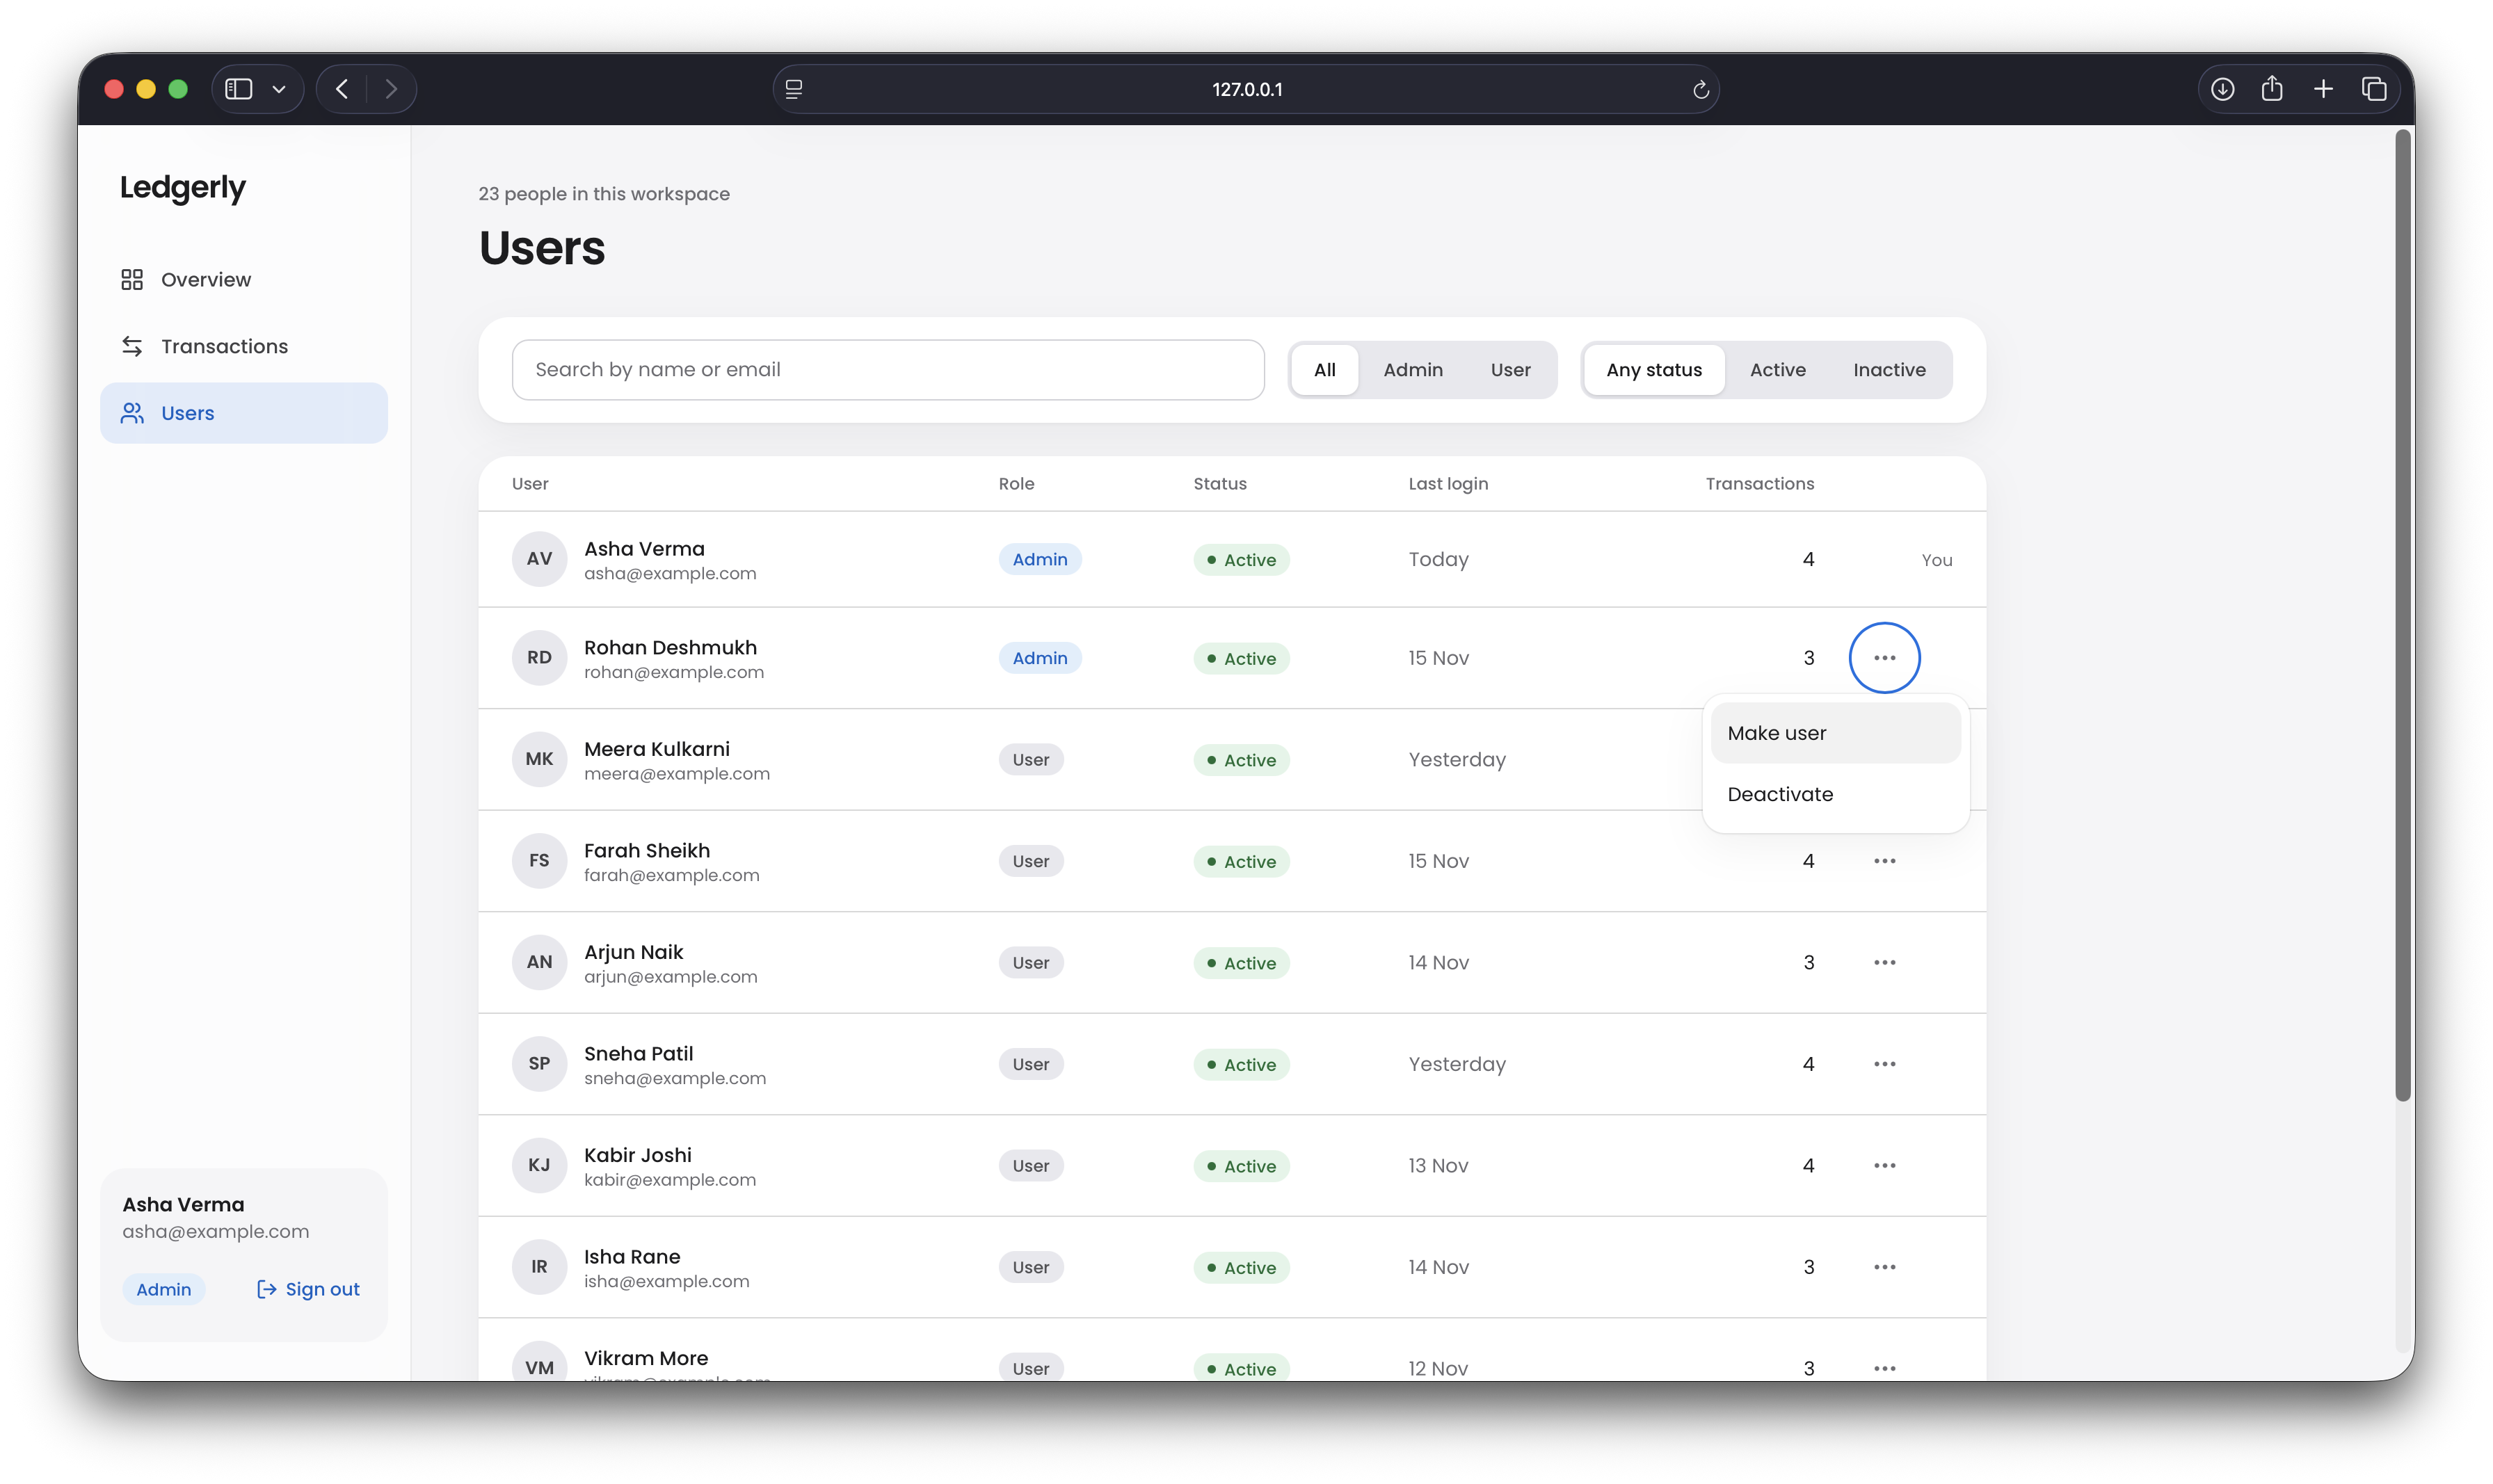 127.0.0.1
Ledgerly
Overview
Transactions
Users
Asha Verma
asha@example.com
Admin
Sign out
23 people in this workspace
Users
Search by name or email
All Admin User
Any status Active Inactive
User Role Status Last login Transactions
AV Asha Verma Admin Active Today 4 You
asha@example.com
RD Rohan Deshmukh Admin Active 15 Nov 3
rohan@example.com
Make user
Deactivate
MK Meera Kulkarni User Active Yesterday
meera@example.com
FS Farah Sheikh User Active 15 Nov 4
farah@example.com
AN Arjun Naik User Active 14 Nov 3
arjun@example.com
SP Sneha Patil User Active Yesterday 4
sneha@example.com
KJ Kabir Joshi User Active 13 Nov 4
kabir@example.com
IR Isha Rane User Active 14 Nov 3
isha@example.com
VM Vikram More User Active 12 Nov 3